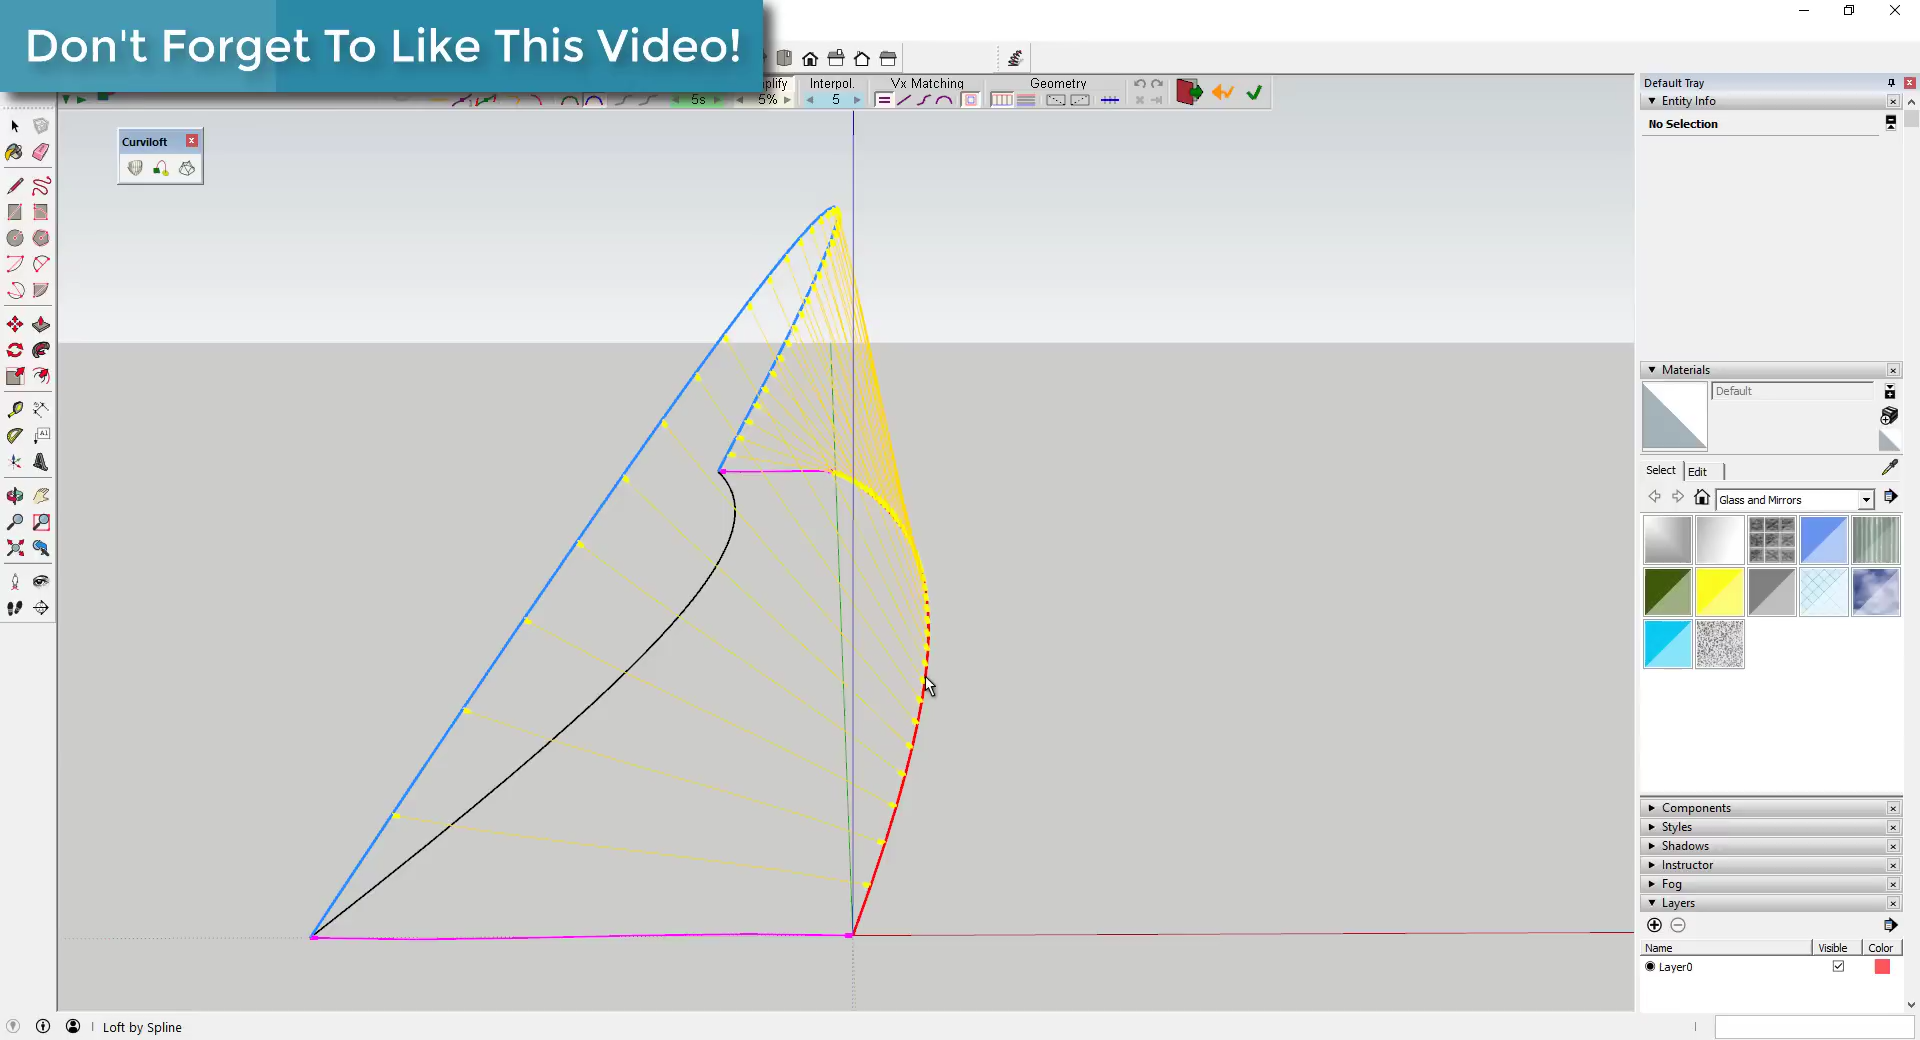 Don't Forget To Like This Video!
Interpol.
Vx Matching
Geometry
5s
5%
5
Curviloft
Default Tray
Entity Info
No Selection
Materials
Default
Select
Edit
Glass and Mirrors
Components
Styles
Shadows
Instructor
Fog
Layers
Name
Visible
Color
Layer0
Loft by Spline